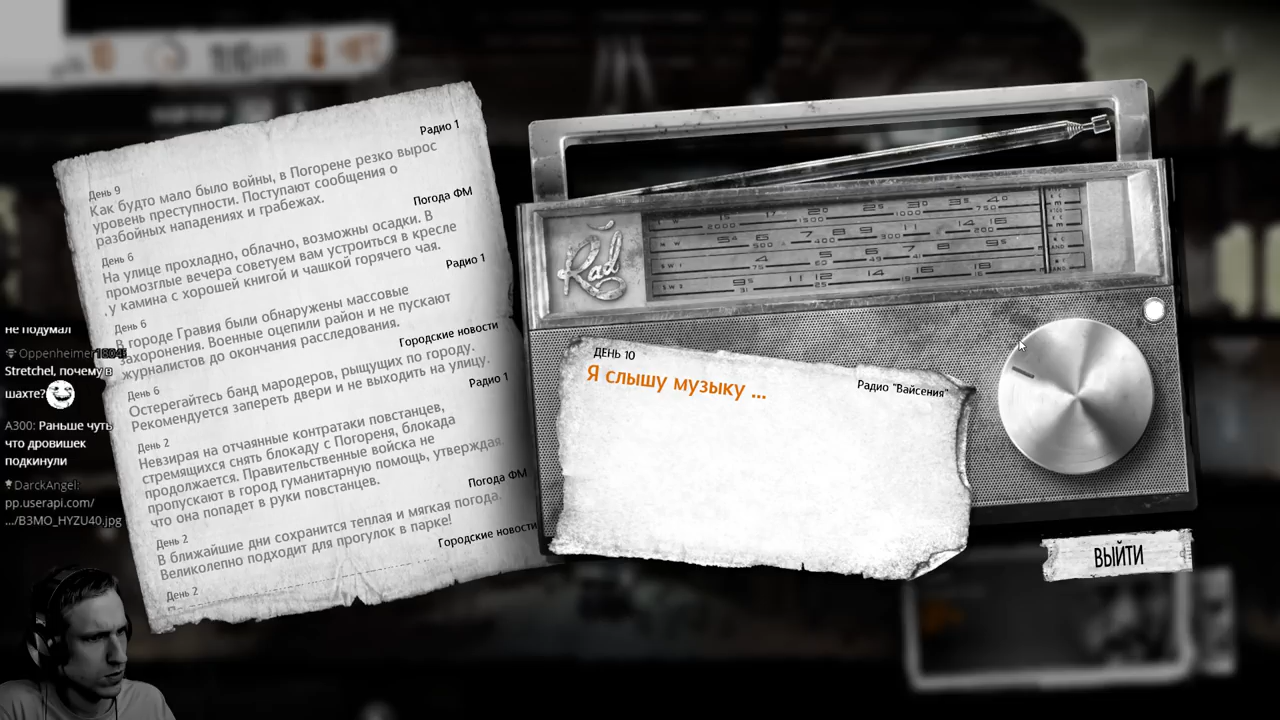 Радио 1
День 9
Как будто мало было войны, в Погорене резко вырос
уровень преступности. Поступают сообщения о
разбойных нападениях и грабежах.
Погода ФМ
День 6
На улице прохладно, облачно, возможны осадки. В
промозглые вечера советуем вам устроиться в кресле
у камина с хорошей книгой и чашкой горячего чая.
Радио 1
День 6
В городе Гравия были обнаружены массовые
захоронения. Военные оцепили район и не пускают
журналистов до окончания расследования.
Городские новости
День 6
Остерегайтесь банд мародеров, рыщущих по городу.
Рекомендуется запереть двери и не выходить на улицу.
Радио 1
День 2
Невзирая на отчаянные контратаки повстанцев,
стремящихся снять блокаду с Погореня, блокада
продолжается. Правительственные войска не
пропускают в город гуманитарную помощь, утверждая,
что она попадет в руки повстанцев.
Погода ФМ
День 2
В ближайшие дни сохранится теплая и мягкая погода.
Великолепно подходит для прогулок в парке!
Городские новости
День 2
не подумал
Oppenheimer1804:
Stretchel, почему в
шахте?
A300: Раньше чуть
что дровишек
подкинули
DarckAngel:
pp.userapi.com/
.../B3MO_HYZU40.jpg
Rad
ДЕНЬ 10
Радио "Вайсения"
Я слышу музыку ...
ВЫЙТИ